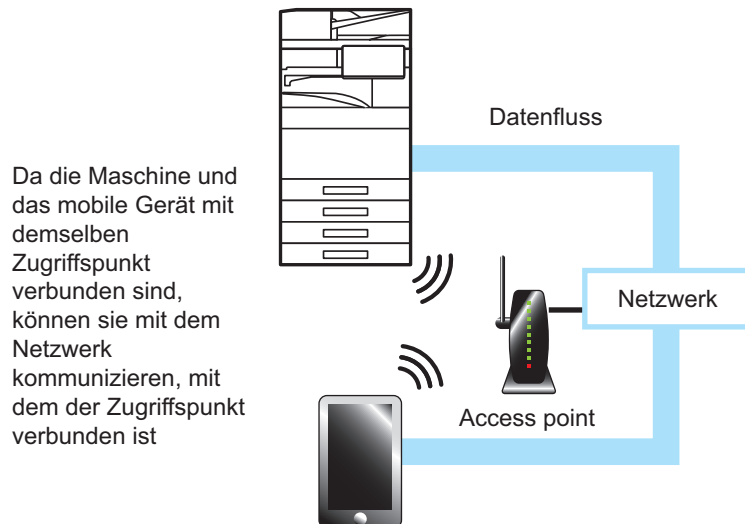 Datenfluss
Da die Maschine und
das mobile Gerät mit
demselben
Zugriffspunkt
verbunden sind,
können sie mit dem
Netzwerk
kommunizieren, mit
dem der Zugriffspunkt
verbunden ist
Netzwerk
Access point